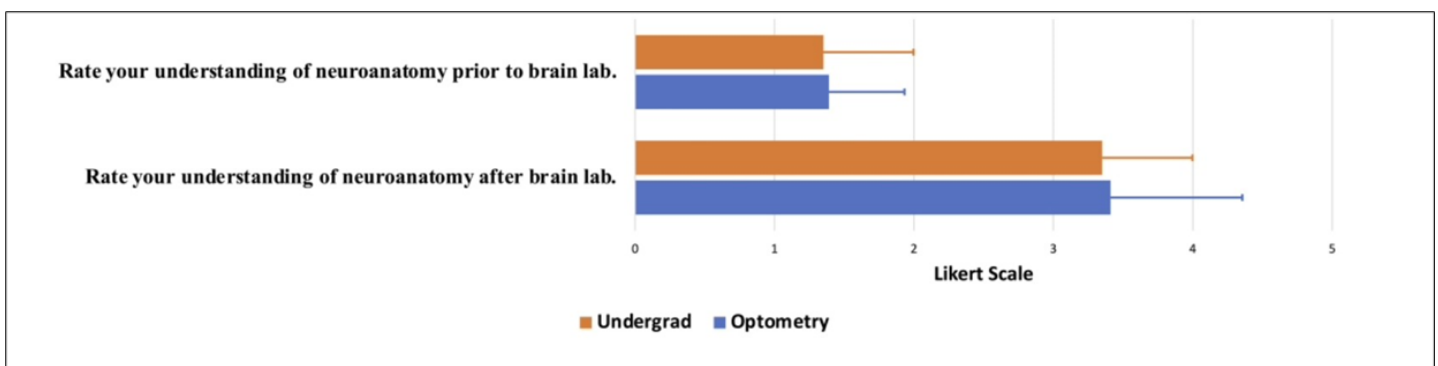 Rate your understanding of neuroanatomy prior to brain lab.
Rate your understanding of neuroanatomy after brain lab.
0 1 2 3 4 5
Likert Scale
Undergrad Optometry